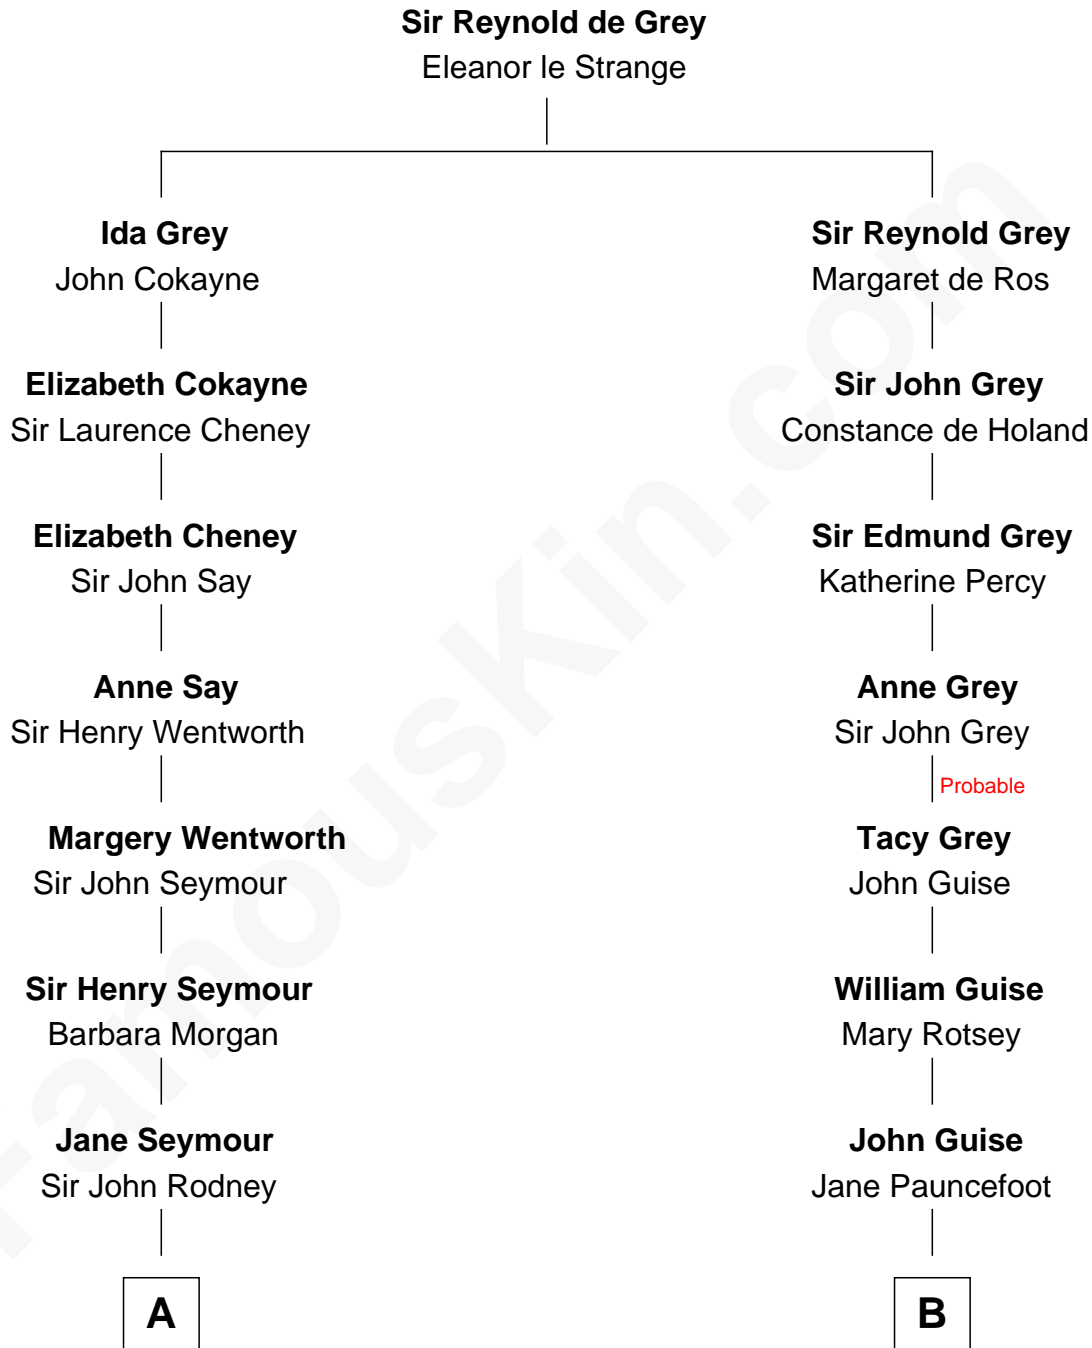 Sir Reynold de Grey
Eleanor le Strange
Ida Grey
John Cokayne
Sir Reynold Grey
Margaret de Ros
Elizabeth Cokayne
Sir Laurence Cheney
Sir John Grey
Constance de Holand
Elizabeth Cheney
Sir John Say
Sir Edmund Grey
Katherine Percy
Anne Say
Sir Henry Wentworth
Anne Grey
Sir John Grey
Probable
Margery Wentworth
Sir John Seymour
Tacy Grey
John Guise
Sir Henry Seymour
Barbara Morgan
William Guise
Mary Rotsey
Jane Seymour
Sir John Rodney
John Guise
Jane Pauncefoot
A
B
FamousKin.com